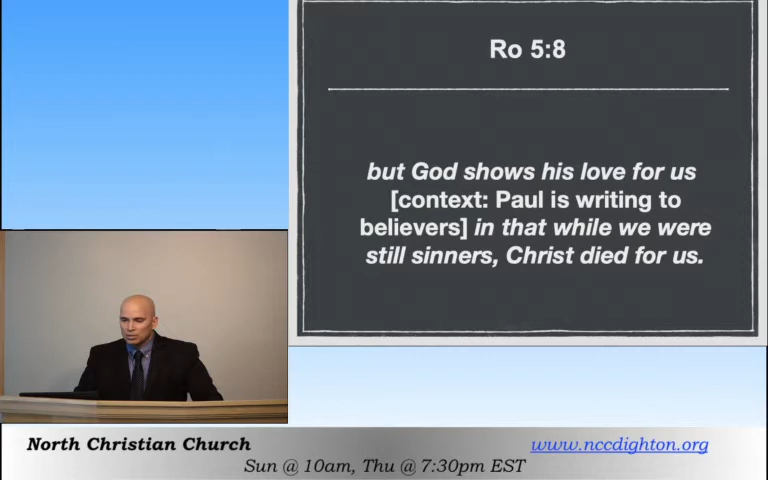 Ro 5:8
but God shows his love for us
[context: Paul is writing to
believers] in that while we were
still sinners, Christ died for us.
North Christian Church
www.nccdighton.org
Sun @ 10am, Thu @ 7:30pm EST